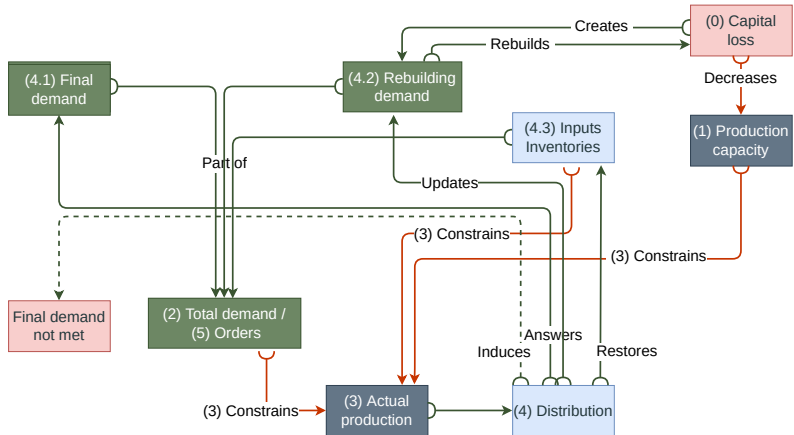 Creates
(0) Capital
loss
Rebuilds
(4.1) Final
demand
(4.2) Rebuilding
demand
Decreases
(4.3) Inputs
Inventories
(1) Production
capacity
Part of
Updates
(3) Constrains
(3) Constrains
Final demand
not met
(2) Total demand /
(5) Orders
Answers
Induces
Restores
(3) Constrains
(3) Actual
production
(4) Distribution